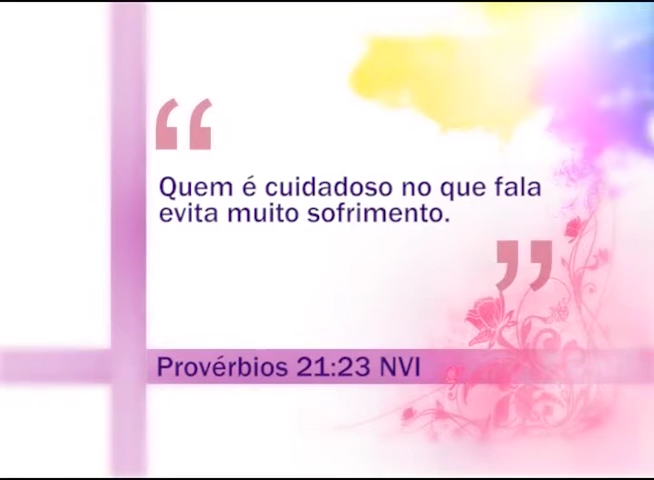 “
Quem é cuidadoso no que fala
evita muito sofrimento.
”
Provérbios 21:23 NVI